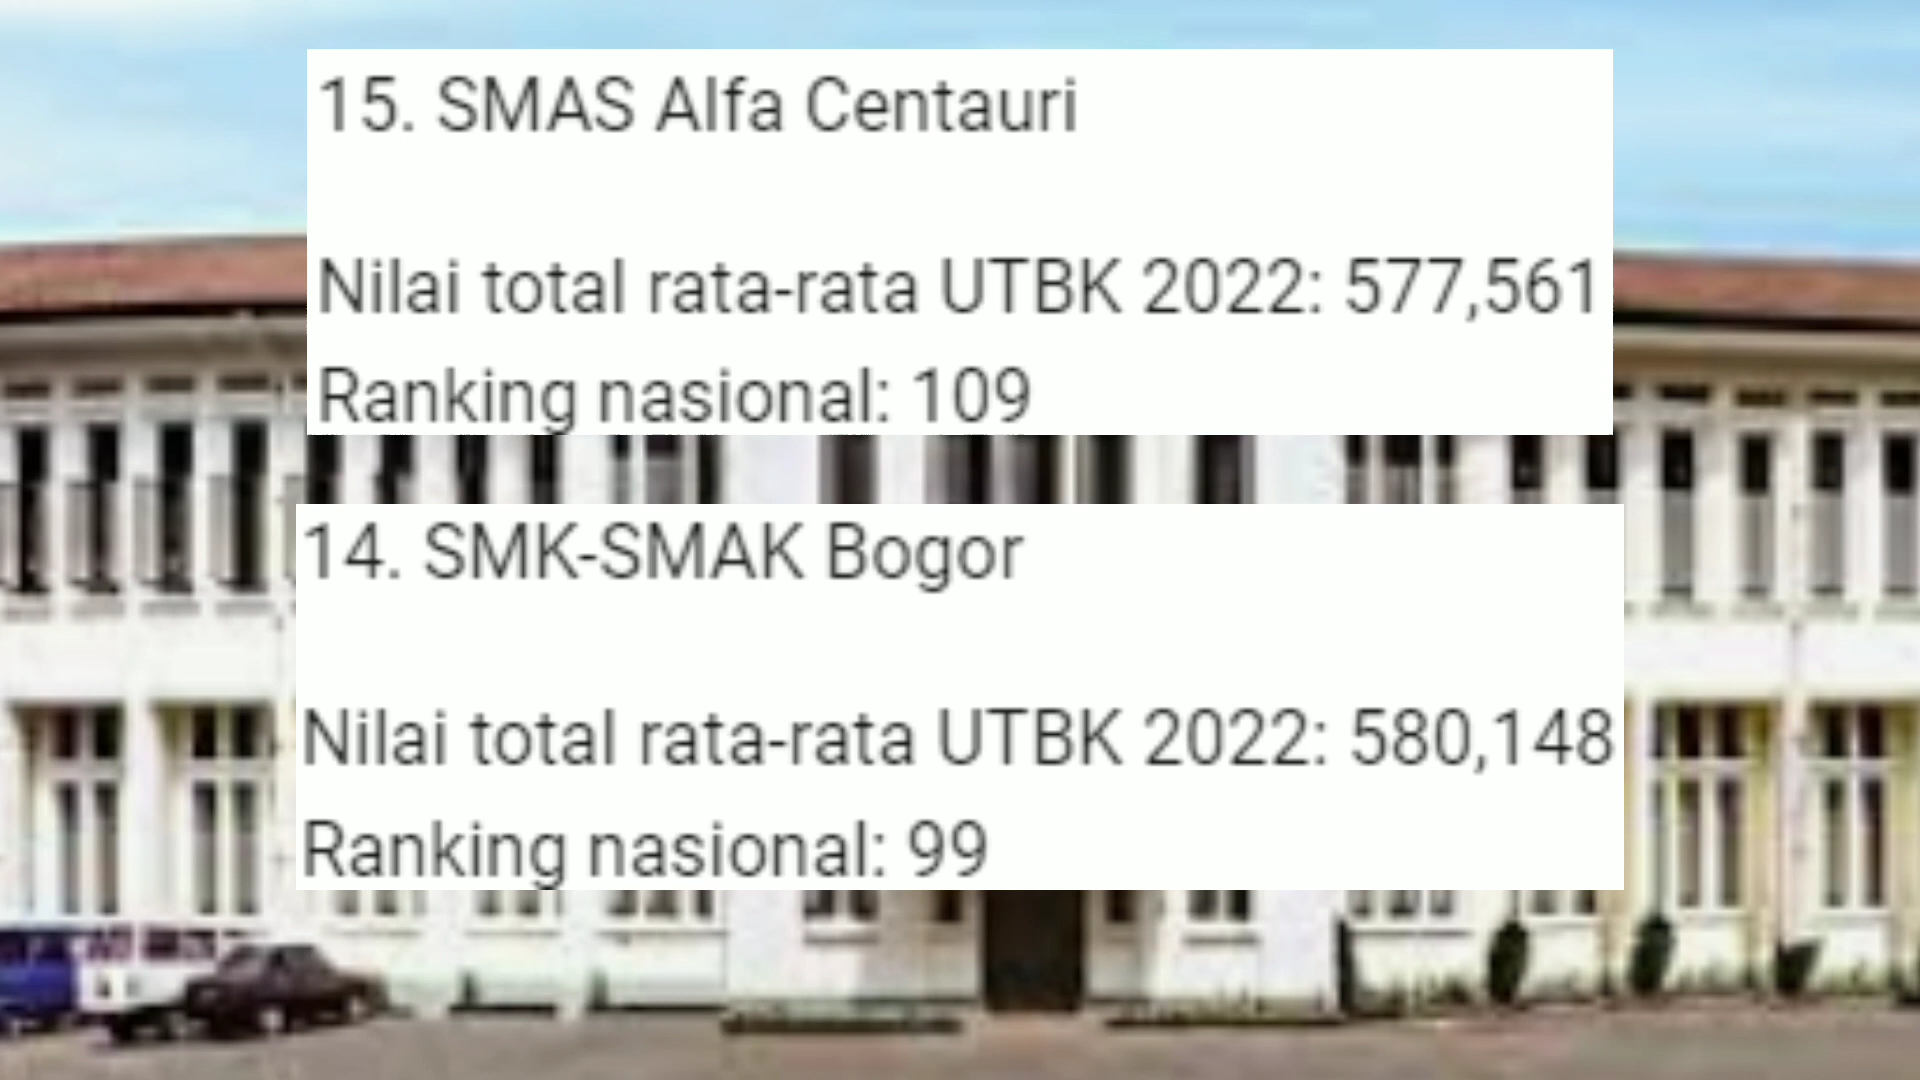 15. SMAS Alfa Centauri
Nilai total rata-rata UTBK 2022: 577,561
Ranking nasional: 109
14. SMK-SMAK Bogor
Nilai total rata-rata UTBK 2022: 580,148
Ranking nasional: 99